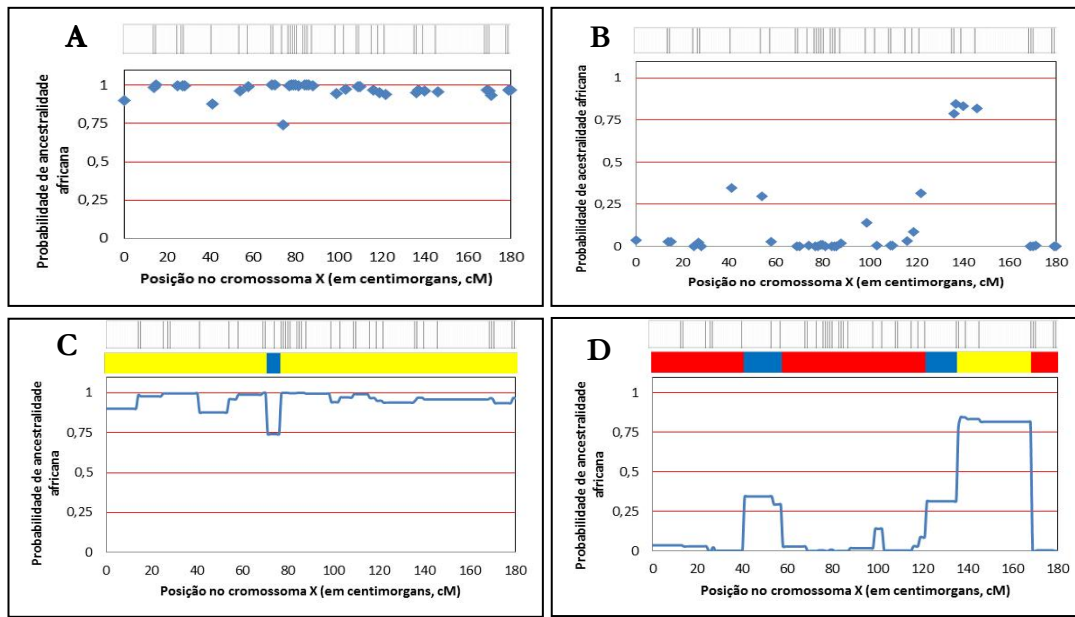 A
Probabilidade de ancestralidade
africana
1
0,75
0,5
0,25
0
0 20 40 60 80 100 120 140 160 180
Posição no cromossoma X (em centimorgans, cM)
B
Probabilidade de acestralidade africana
1
0,75
0,5
0,25
0
0 20 40 60 80 100 120 140 160 180
Posição no cromossoma X (em centimorgans, cM)
C
Probabilidade de ancestralidade
africana
1
0,75
0,5
0,25
0
0 20 40 60 80 100 120 140 160 180
Posição no cromossoma X (em centimorgans, cM)
D
Probabilidade de ancestralidade
africana
1
0,75
0,5
0,25
0
0 20 40 60 80 100 120 140 160 180
Posição no cromossoma X (em centimorgans, cM)